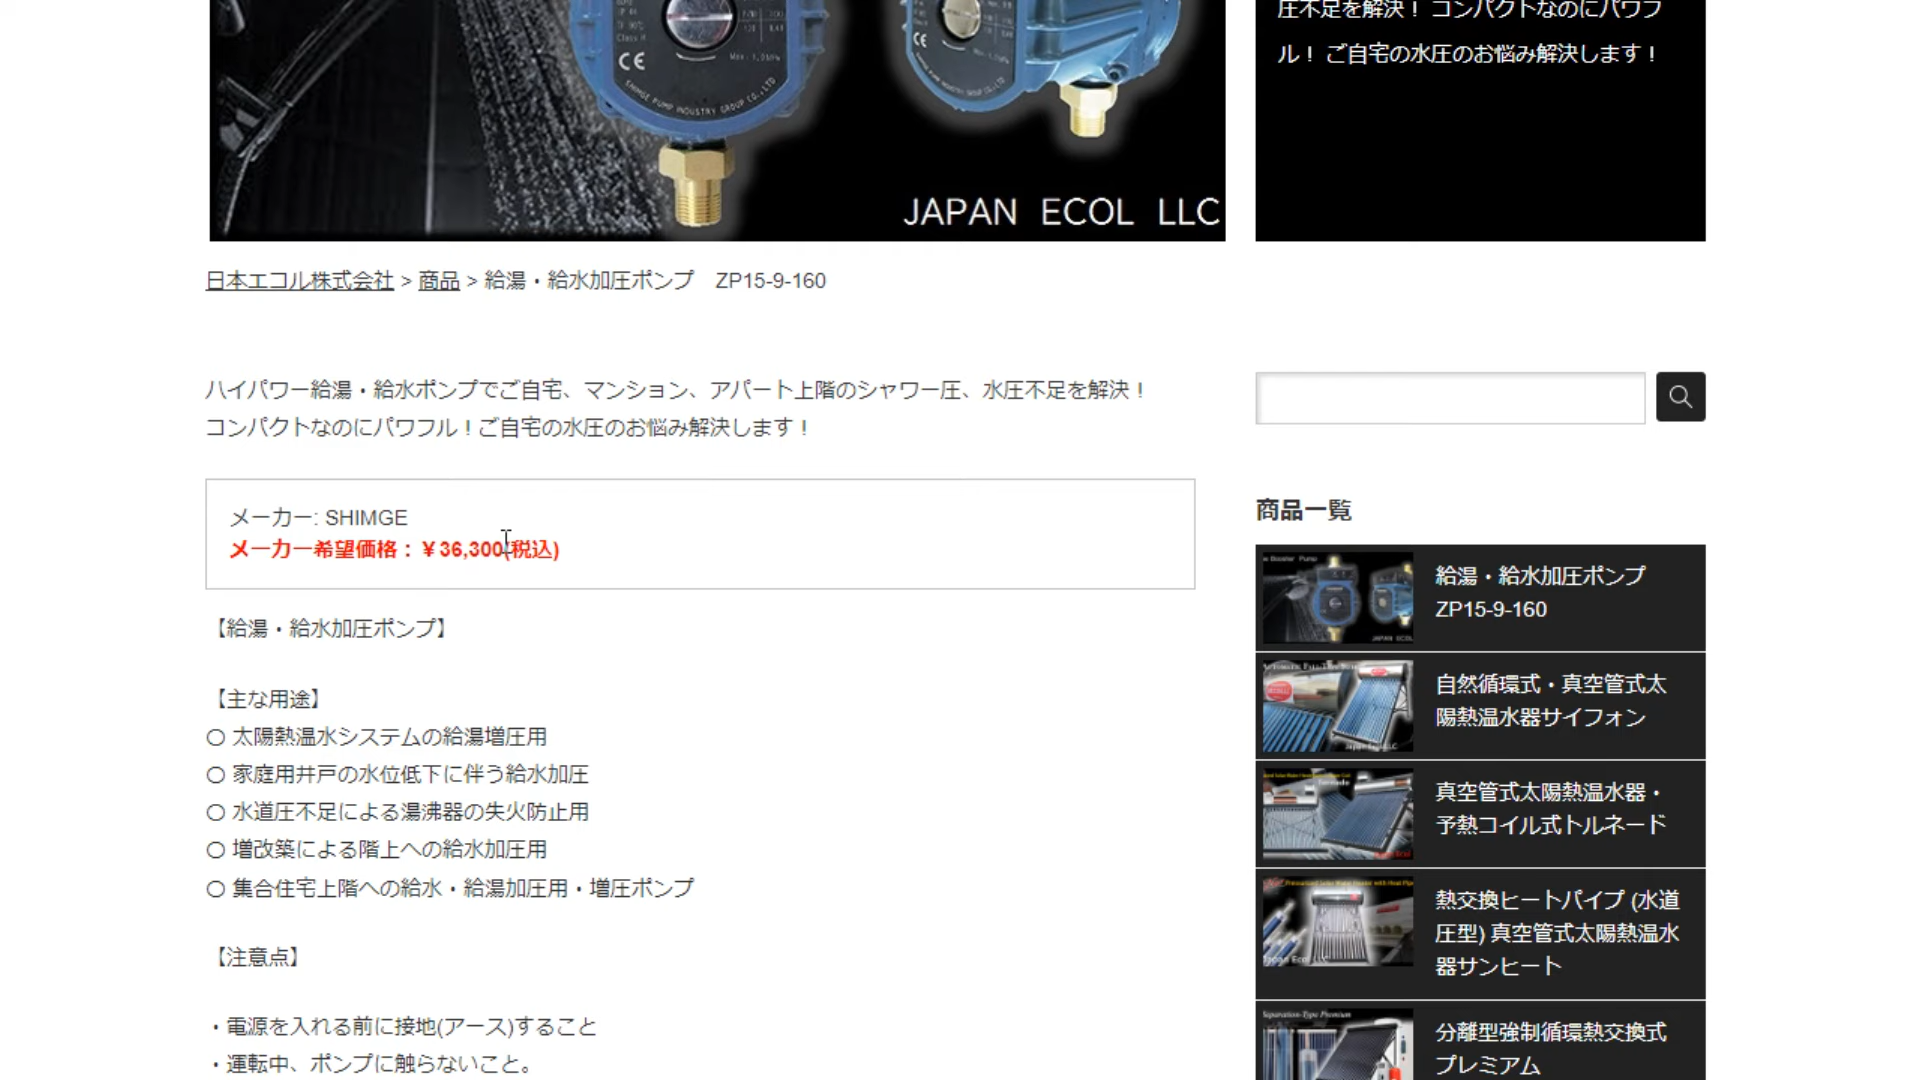 CE
Max. 1.0MPa
SHIMGE PUMP INDUSTRY GROUP CO.,LTD
CE
JAPAN ECOL LLC
圧不足を解決！ コンパクトなのにパワフ
ル！ ご自宅の水圧のお悩み解決します！
日本エコル株式会社 > 商品 > 給湯・給水加圧ポンプ　ZP15-9-160
ハイパワー給湯・給水ポンプでご自宅、マンション、アパート上階のシャワー圧、水圧不足を解決！
コンパクトなのにパワフル！ご自宅の水圧のお悩み解決します！
メーカー: SHIMGE
メーカー希望価格：￥36,300(税込)
【給湯・給水加圧ポンプ】
【主な用途】
〇 太陽熱温水システムの給湯増圧用
〇 家庭用井戸の水位低下に伴う給水加圧
〇 水道圧不足による湯沸器の失火防止用
〇 増改築による階上への給水加圧用
〇 集合住宅上階への給水・給湯加圧用・増圧ポンプ
【注意点】
・電源を入れる前に接地(アース)すること
・運転中、ポンプに触らないこと。
商品一覧
給湯・給水加圧ポンプ
ZP15-9-160
自然循環式・真空管式太
陽熱温水器サイフォン
真空管式太陽熱温水器・
予熱コイル式トルネード
熱交換ヒートパイプ (水道
圧型) 真空管式太陽熱温水
器サンヒート
分離型強制循環熱交換式
プレミアム